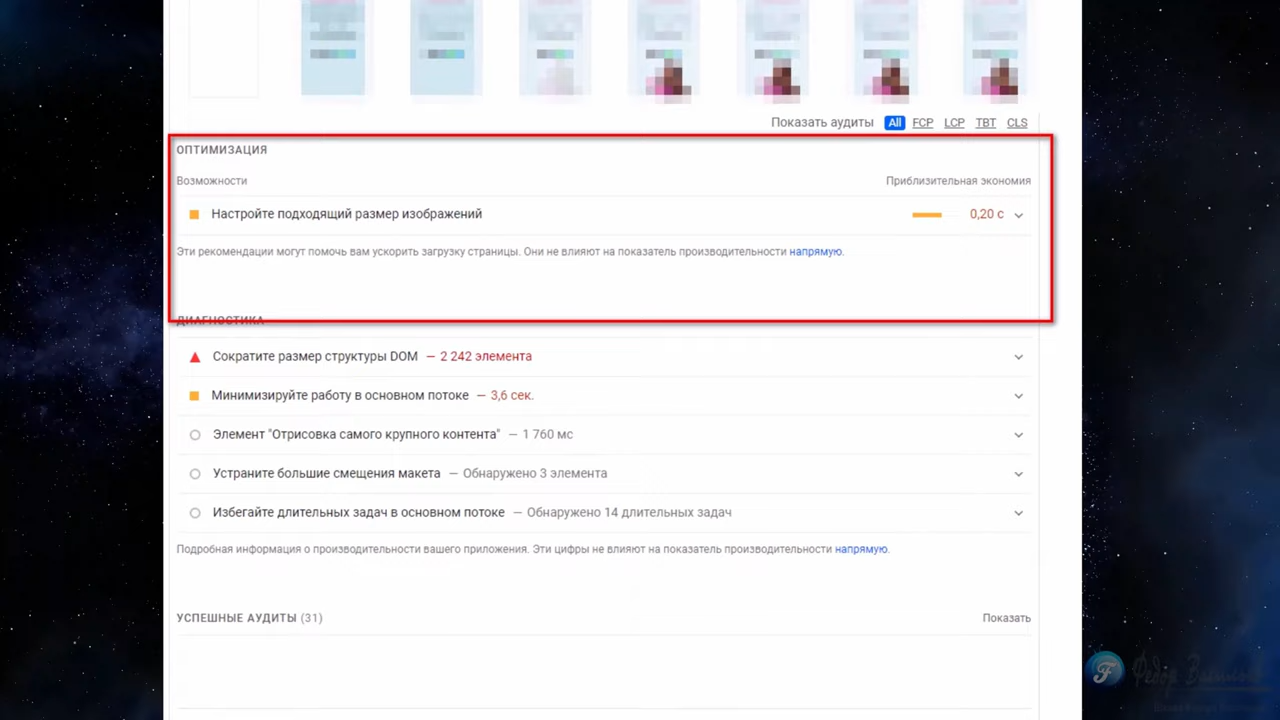 Показать аудиты All FCP LCP TBT CLS
ОПТИМИЗАЦИЯ
Возможности Приблизительная экономия
Настройте подходящий размер изображений 0,20 с
Эти рекомендации могут помочь вам ускорить загрузку страницы. Они не влияют на показатель производительности напрямую.
ДИАГНОСТИКА
Сократите размер структуры DOM — 2 242 элемента
Минимизируйте работу в основном потоке — 3,6 сек.
Элемент "Отрисовка самого крупного контента" — 1 760 мс
Устраните большие смещения макета — Обнаружено 3 элемента
Избегайте длительных задач в основном потоке — Обнаружено 14 длительных задач
Подробная информация о производительности вашего приложения. Эти цифры не влияют на показатель производительности напрямую.
УСПЕШНЫЕ АУДИТЫ (31) Показать